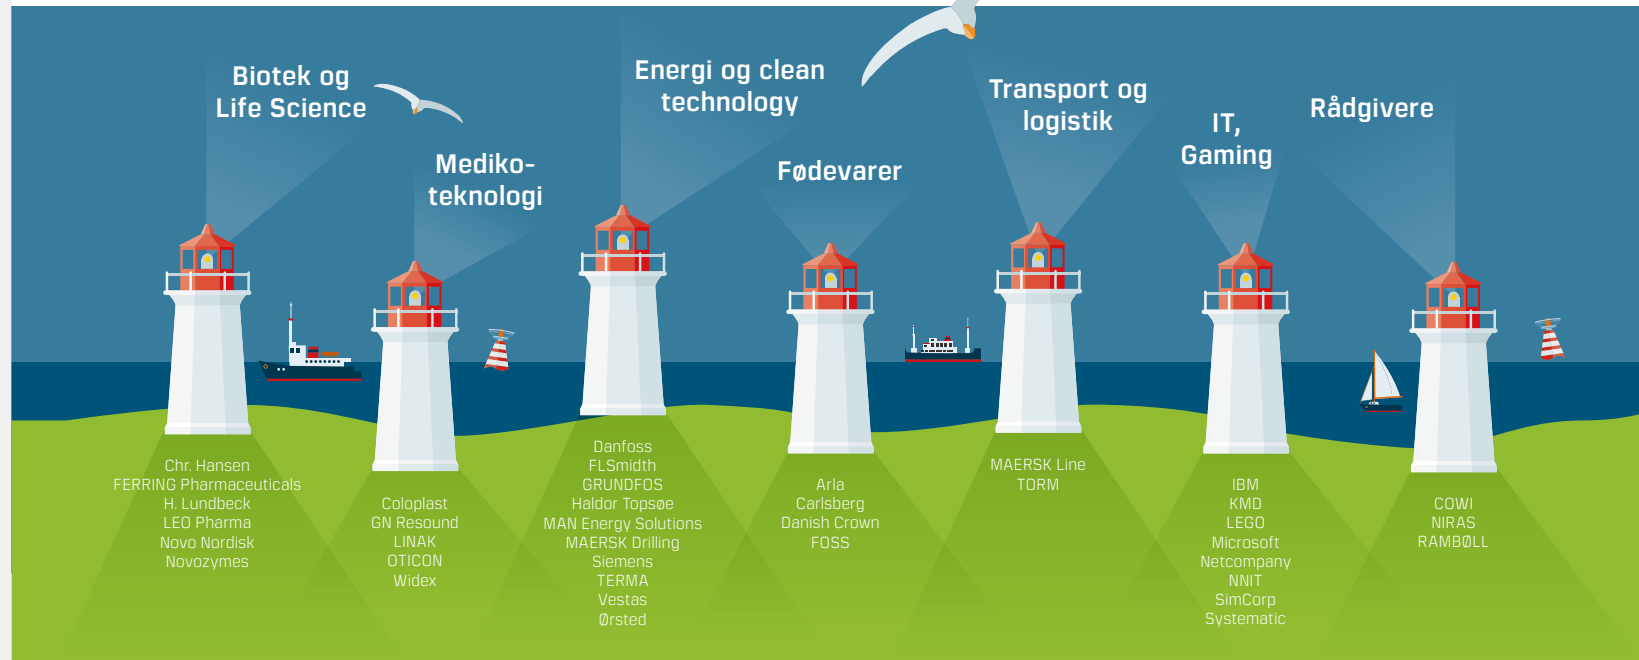 Biotek og
Life Science
Mediko-
teknologi
Energi og clean
technology
Fødevarer
Transport og
logistik
IT,
Gaming
Rådgivere
Chr. Hansen
FERRING Pharmaceuticals
H. Lundbeck
LEO Pharma
Novo Nordisk
Novozymes
Coloplast
GN Resound
LINAK
OTICON
Widex
Danfoss
FLSmidth
GRUNDFOS
Haldor Topsøe
MAN Energy Solutions
MAERSK Drilling
Siemens
TERMA
Vestas
Ørsted
Arla
Carlsberg
Danish Crown
FOSS
MAERSK Line
TORM
IBM
KMD
LEGO
Microsoft
Netcompany
NNIT
SimCorp
Systematic
COWI
NIRAS
RAMBØLL